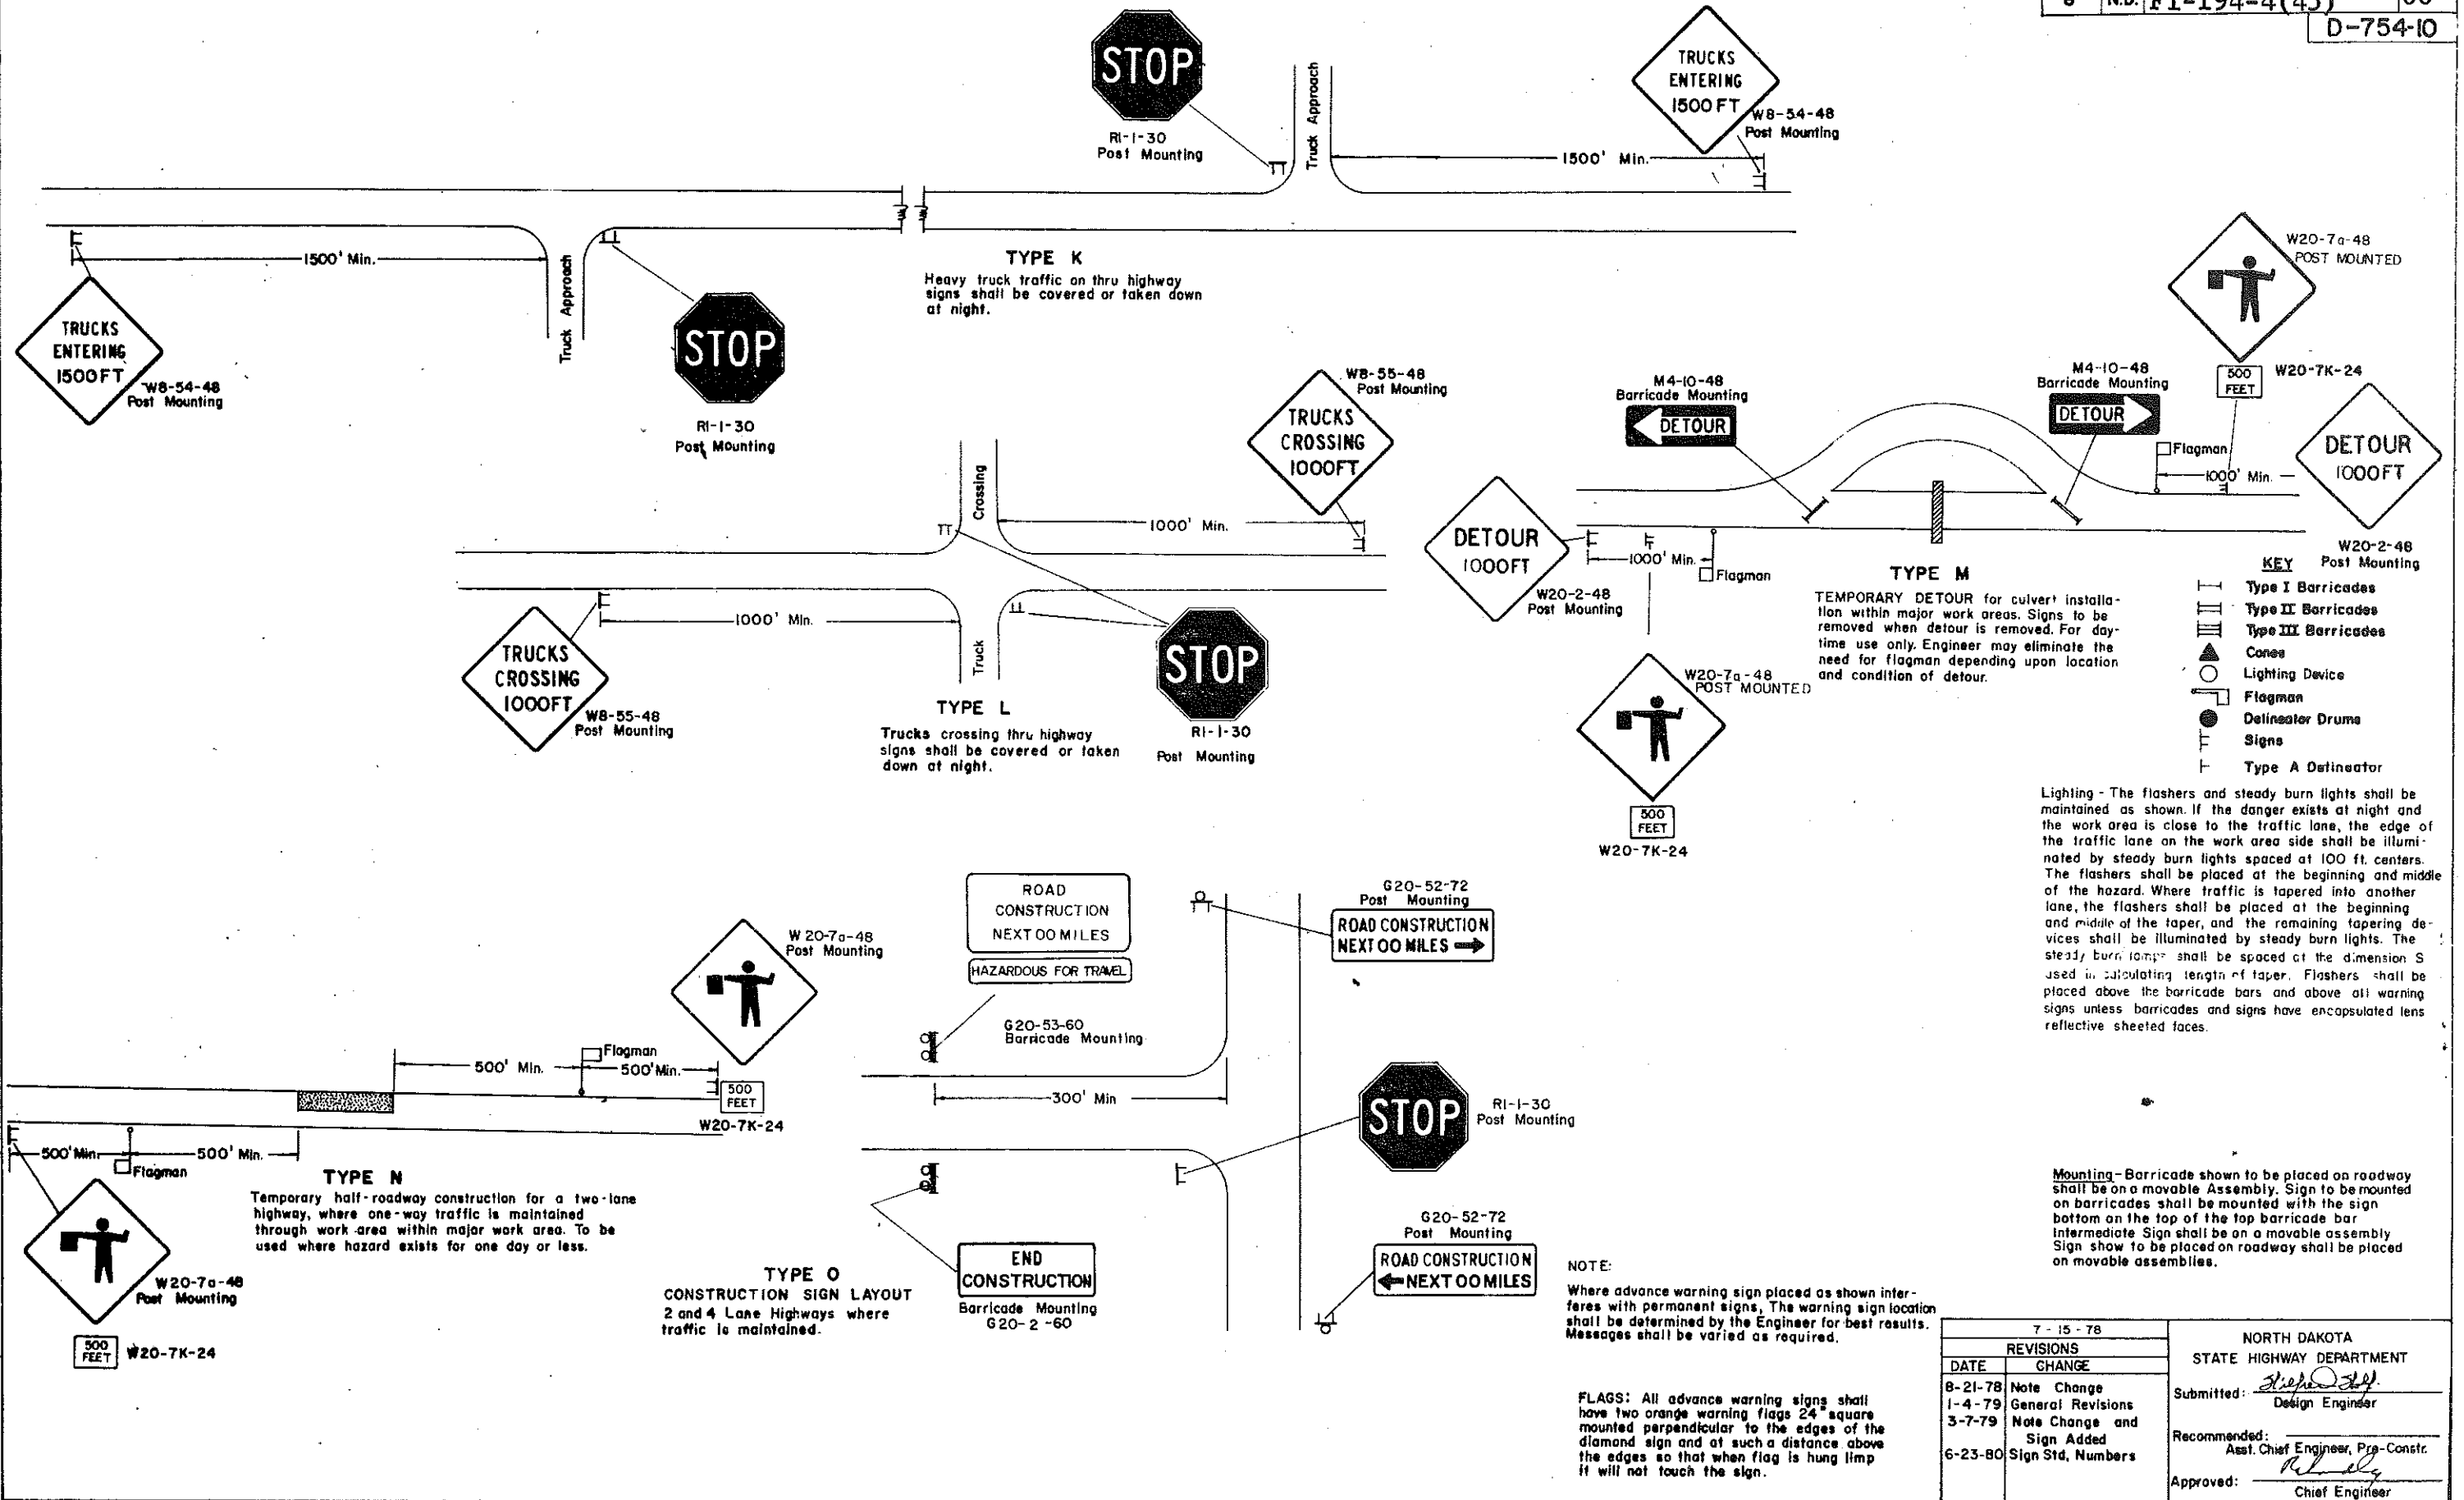 N.D.
D-754-10
STOP
R1-1-30
Post Mounting
Truck Approach
TRUCKS
ENTERING
1500 FT
W8-54-48
Post Mounting
1500' Min.
1500' Min.
Truck Approach
TRUCKS
ENTERING
1500FT
W8-54-48
Post Mounting
STOP
R1-1-30
Post Mounting
TYPE K
Heavy truck traffic on thru highway
signs shall be covered or taken down
at night.
W8-55-48
Post Mounting
TRUCKS
CROSSING
1000FT
Crossing
1000' Min.
1000' Min.
Truck
TRUCKS
CROSSING
1000FT
W8-55-48
Post Mounting
STOP
R1-1-30
Post Mounting
TYPE L
Trucks crossing thru highway
signs shall be covered or taken
down at night.
W20-7a-48
POST MOUNTED
500
FEET
W20-7K-24
M4-10-48
Barricade Mounting
DETOUR
M4-10-48
Barricade Mounting
DETOUR
Flagman
1000' Min.
DETOUR
1000FT
W20-2-48
Post Mounting
DETOUR
1000FT
W20-2-48
Post Mounting
1000' Min.
Flagman
W20-7a-48
POST MOUNTED
500
FEET
W20-7K-24
TYPE M
TEMPORARY DETOUR for culvert installa-
tion within major work areas. Signs to be
removed when detour is removed. For day-
time use only. Engineer may eliminate the
need for flagman depending upon location
and condition of detour.
KEY
Type I Barricades
Type II Barricades
Type III Barricades
Cones
Lighting Device
Flagman
Delineator Drums
Signs
Type A Delineator
Lighting - The flashers and steady burn lights shall be
maintained as shown. If the danger exists at night and
the work area is close to the traffic lane, the edge of
the traffic lane on the work area side shall be illumi-
nated by steady burn lights spaced at 100 ft. centers.
The flashers shall be placed at the beginning and middle
of the hazard. Where traffic is tapered into another
lane, the flashers shall be placed at the beginning
and middle of the taper, and the remaining tapering de-
vices shall be illuminated by steady burn lights. The
steady burn lamps shall be spaced at the dimension S
used in calculating length of taper. Flashers shall be
placed above the barricade bars and above all warning
signs unless barricades and signs have encapsulated lens
reflective sheeted faces.
W20-7a-48
Post Mounting
Flagman
500' Min.
500' Min.
500
FEET
W20-7K-24
500' Min.
500' Min.
Flagman
TYPE N
Temporary half-roadway construction for a two-lane
highway, where one-way traffic is maintained
through work area within major work area. To be
used where hazard exists for one day or less.
W20-7a-48
Post Mounting
500
FEET
W20-7K-24
ROAD
CONSTRUCTION
NEXT 00 MILES
HAZARDOUS FOR TRAVEL
G20-53-60
Barricade Mounting
G20-52-72
Post Mounting
ROAD CONSTRUCTION
NEXT 00 MILES
300' Min
STOP
R1-1-30
Post Mounting
G20-52-72
Post Mounting
ROAD CONSTRUCTION
NEXT 00 MILES
END
CONSTRUCTION
Barricade Mounting
G20-2-60
TYPE O
CONSTRUCTION SIGN LAYOUT
2 and 4 Lane Highways where
traffic is maintained.
Mounting-Barricade shown to be placed on roadway
shall be on a movable Assembly. Sign to be mounted
on barricades shall be mounted with the sign
bottom on the top of the top barricade bar
Intermediate Sign shall be on a movable assembly
Sign show to be placed on roadway shall be placed
on movable assemblies.
NOTE:
Where advance warning sign placed as shown inter-
feres with permanent signs, The warning sign location
shall be determined by the Engineer for best results.
Messages shall be varied as required.
FLAGS: All advance warning signs shall
have two orange warning flags 24" square
mounted perpendicular to the edges of the
diamond sign and at such a distance above
the edges so that when flag is hung limp
it will not touch the sign.
7-15-78
REVISIONS
DATE CHANGE
8-21-78 Note Change
1-4-79 General Revisions
3-7-79 Note Change and
Sign Added
6-23-80 Sign Std. Numbers
NORTH DAKOTA
STATE HIGHWAY DEPARTMENT
Submitted:
Design Engineer
Recommended:
Asst. Chief Engineer, Pre-Constr.
Approved:
Chief Engineer